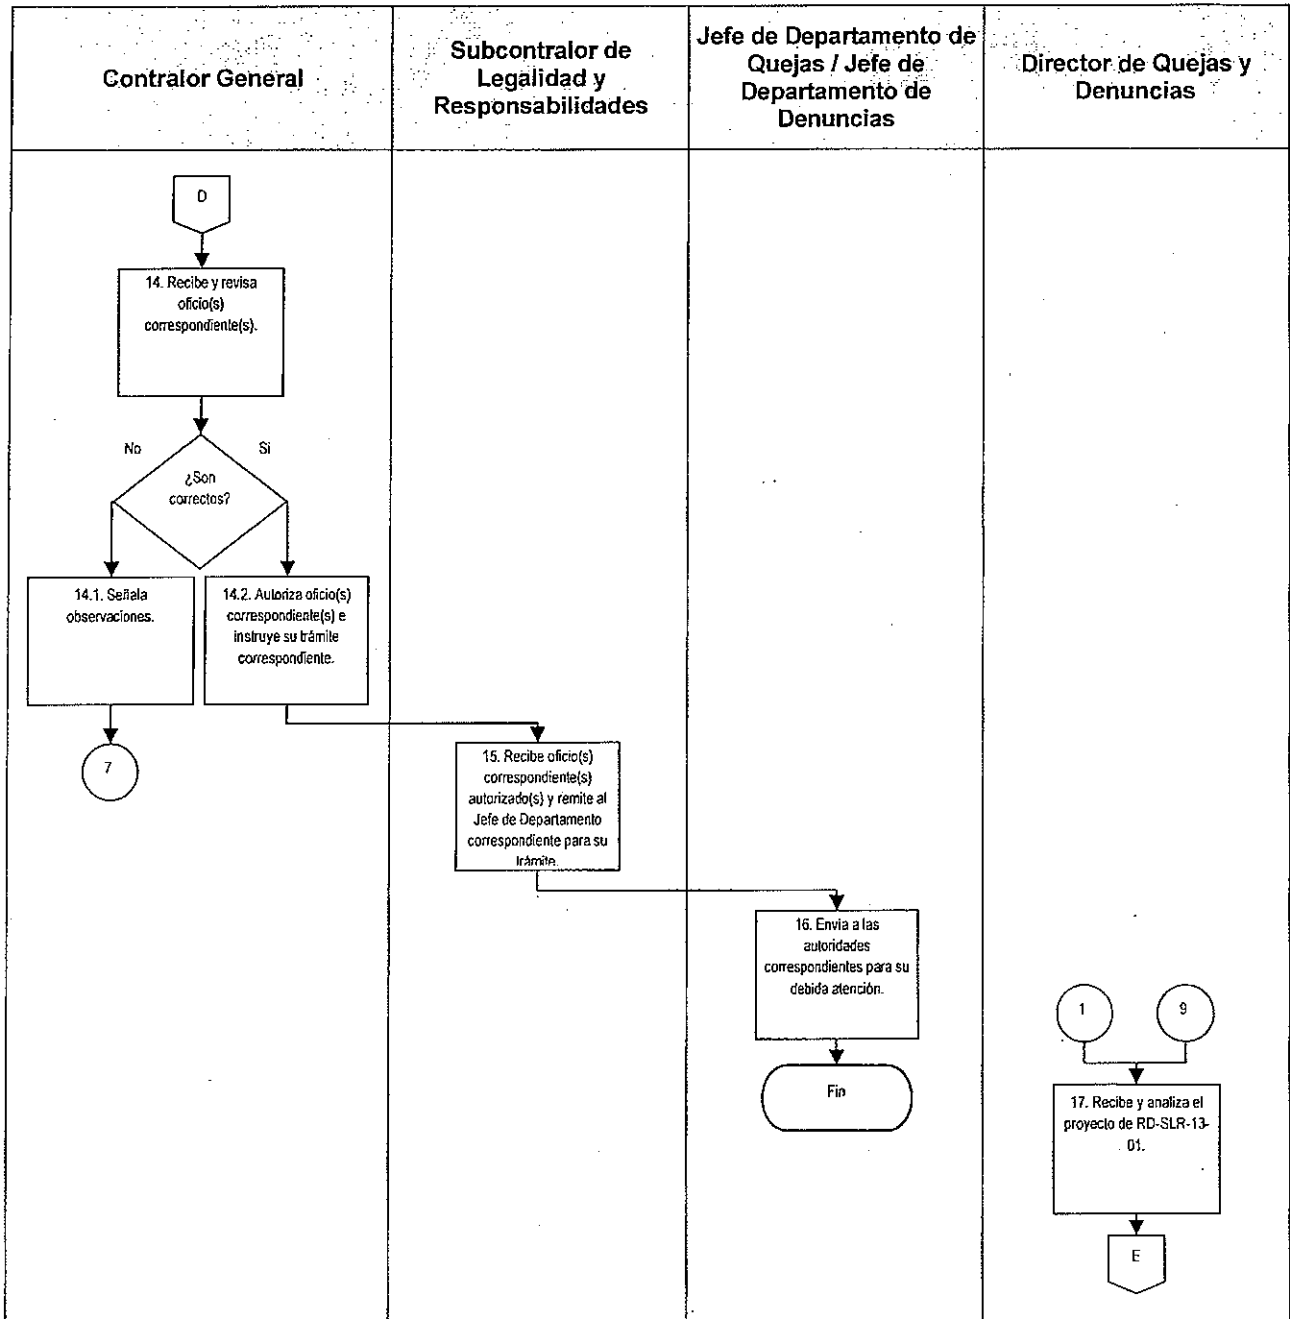 Contralor General
Subcontralor de
Legalidad y
Responsabilidades
Jefe de Departamento de
Quejas / Jefe de
Departamento de
Denuncias
Director de Quejas y
Denuncias
D
14. Recibe y revisa
oficio(s)
correspondiente(s).
No
Si
¿Son
correctos?
14.1. Señala
observaciones.
14.2. Autoriza oficio(s)
correspondiente(s) e
instruye su trámite
correspondiente.
7
15. Recibe oficio(s)
correspondiente(s)
autorizado(s) y remite al
Jefe de Departamento
correspondiente para su
trámite.
16. Envia a las
autoridades
correspondientes para su
debida atención.
Fin
1
9
17. Recibe y analiza el
proyecto de RD-SLR-13-
01.
E